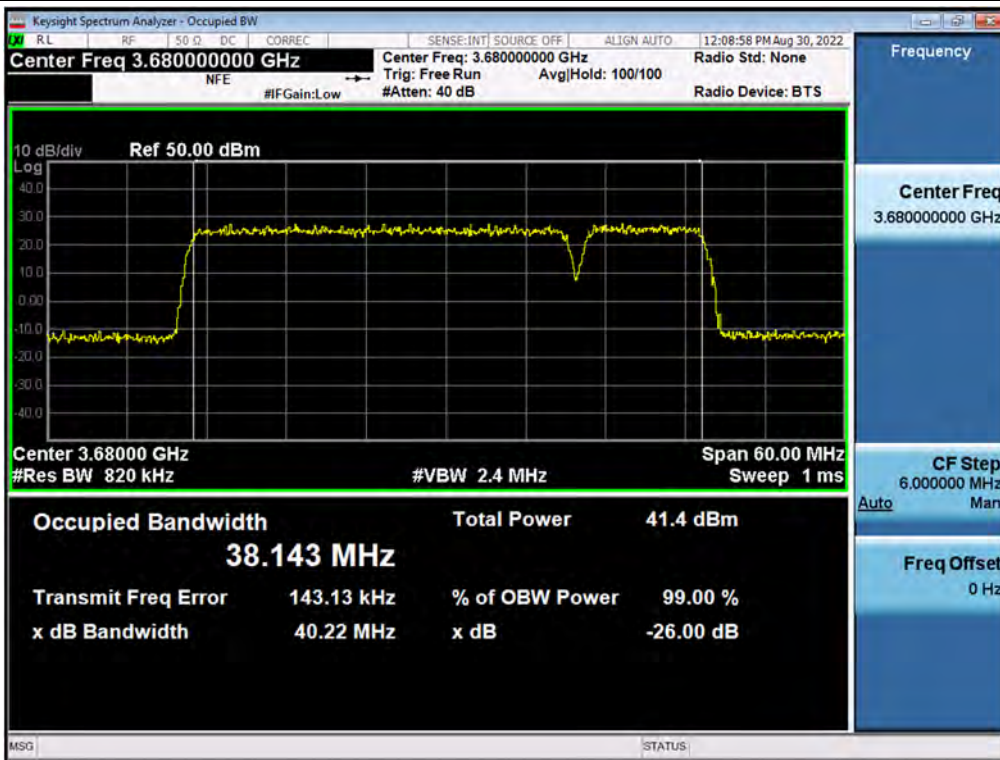 Keysight Spectrum Analyzer - Occupied BW
LXI RL RF 50 Ω DC CORREC SENSE:INT SOURCE OFF ALIGN AUTO 12:08:58 PM Aug 30, 2022
Center Freq 3.680000000 GHz
NFE
#IFGain:Low
Center Freq: 3.680000000 GHz
Trig: Free Run Avg|Hold: 100/100
#Atten: 40 dB
Radio Std: None
Radio Device: BTS
10 dB/div Ref 50.00 dBm
Log
40.0
30.0
20.0
10.0
0.00
-10.0
-20.0
-30.0
-40.0
Center 3.68000 GHz Span 60.00 MHz
#Res BW 820 kHz #VBW 2.4 MHz Sweep 1 ms
Occupied Bandwidth Total Power 41.4 dBm
38.143 MHz
Transmit Freq Error 143.13 kHz % of OBW Power 99.00 %
x dB Bandwidth 40.22 MHz x dB -26.00 dB
MSG STATUS
Frequency
Center Freq
3.680000000 GHz
CF Step
6.000000 MHz
Auto Man
Freq Offset
0 Hz